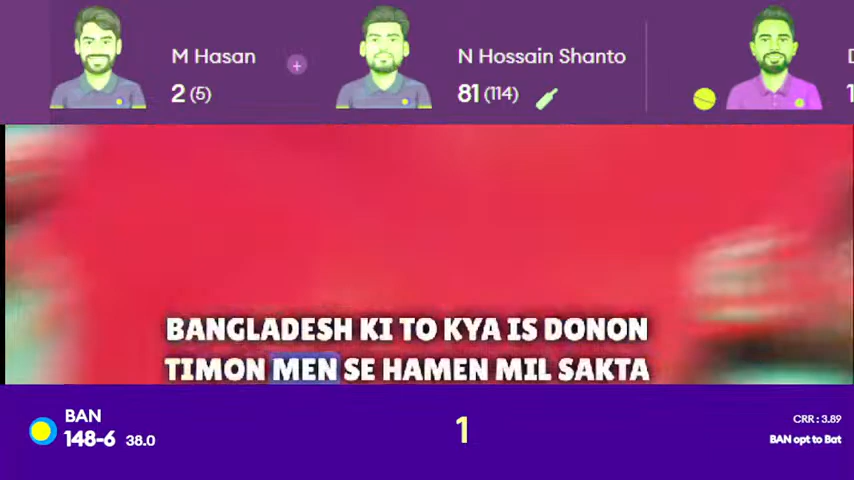 M Hasan
2 (5)
N Hossain Shanto
81 (114)
BANGLADESH KI TO KYA IS DONON
TIMON MEN SE HAMEN MIL SAKTA
BAN
148-6 38.0
1
CRR : 3.89
BAN opt to Bat